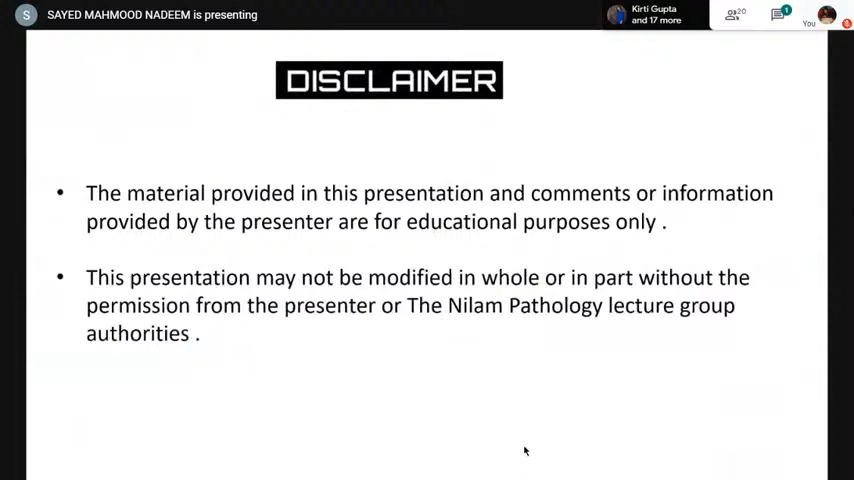 S SAYED MAHMOOD NADEEM is presenting
Kirti Gupta
and 17 more
20
1
You
DISCLAIMER
• The material provided in this presentation and comments or information
provided by the presenter are for educational purposes only .
• This presentation may not be modified in whole or in part without the
permission from the presenter or The Nilam Pathology lecture group
authorities .